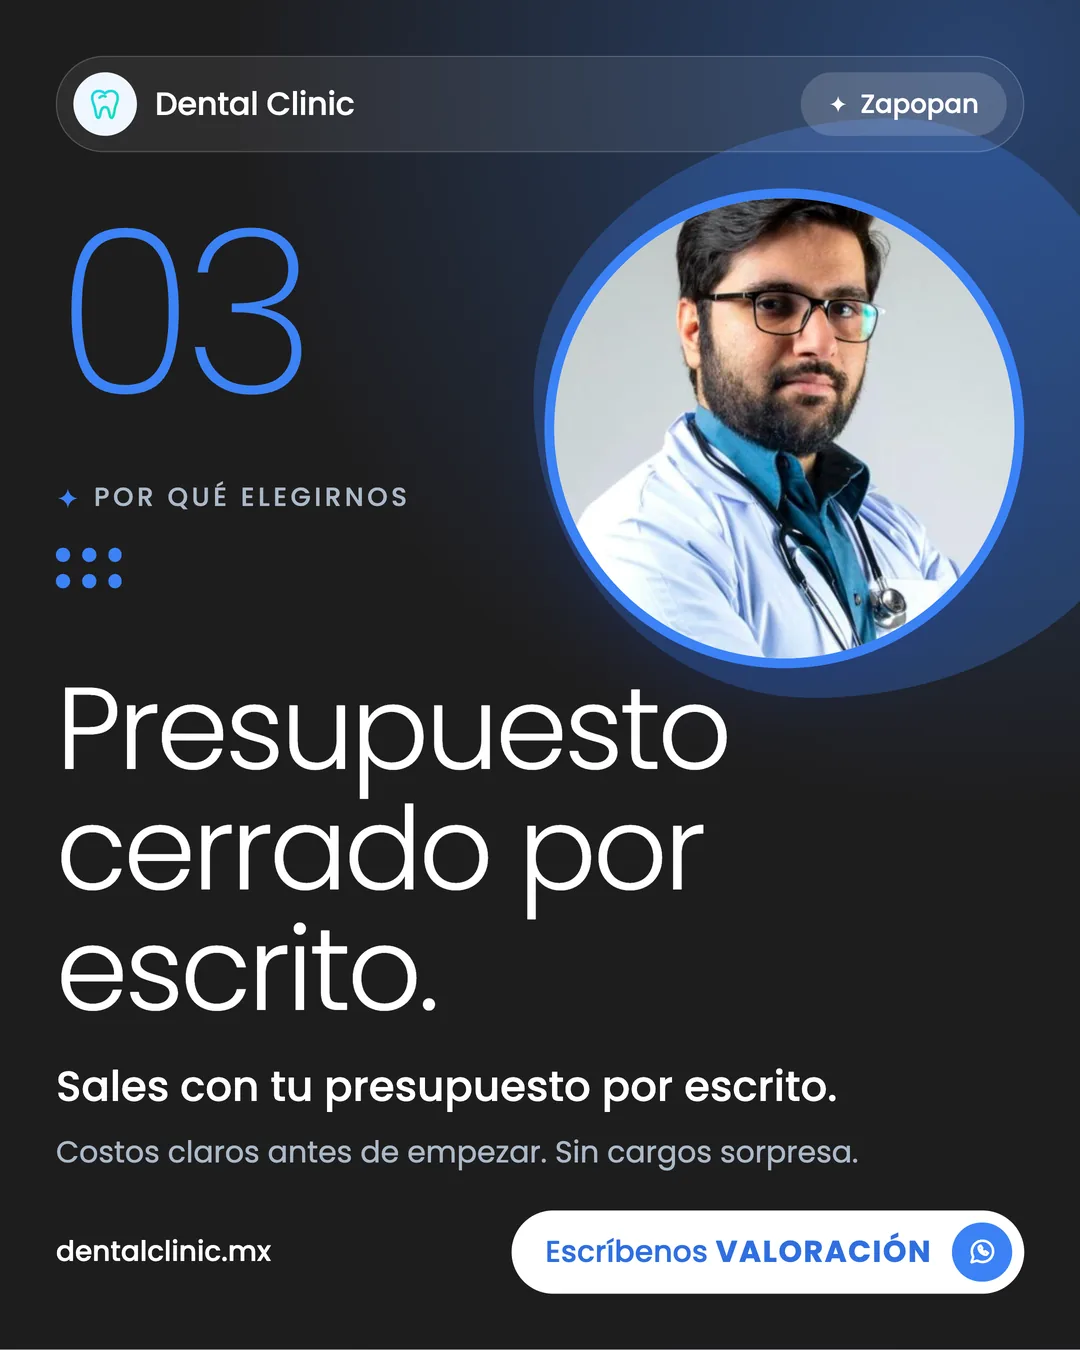 Dental Clinic
Zapopan
03
POR QUÉ ELEGIRNOS
Presupuesto
cerrado por
escrito.
Sales con tu presupuesto por escrito.
Costos claros antes de empezar. Sin cargos sorpresa.
dentalclinic.mx
Escríbenos VALORACIÓN